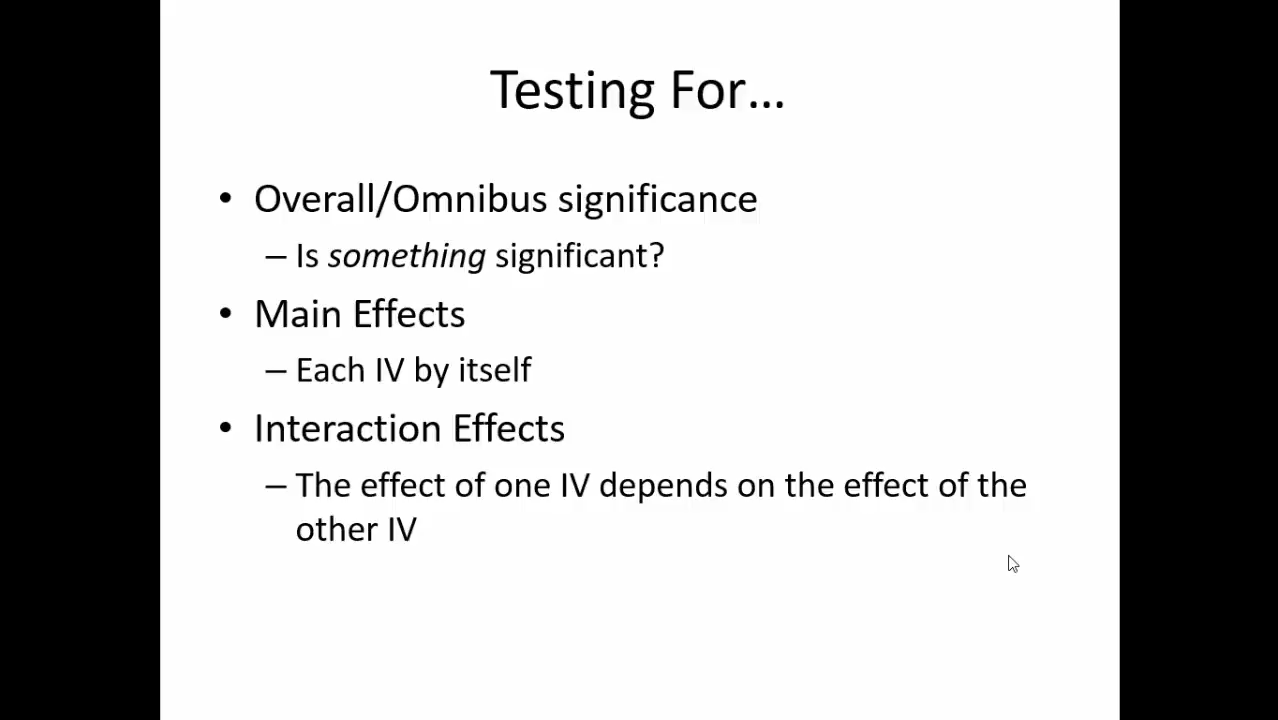 Testing For…
• Overall/Omnibus significance
– Is something significant?
• Main Effects
– Each IV by itself
• Interaction Effects
– The effect of one IV depends on the effect of the
other IV